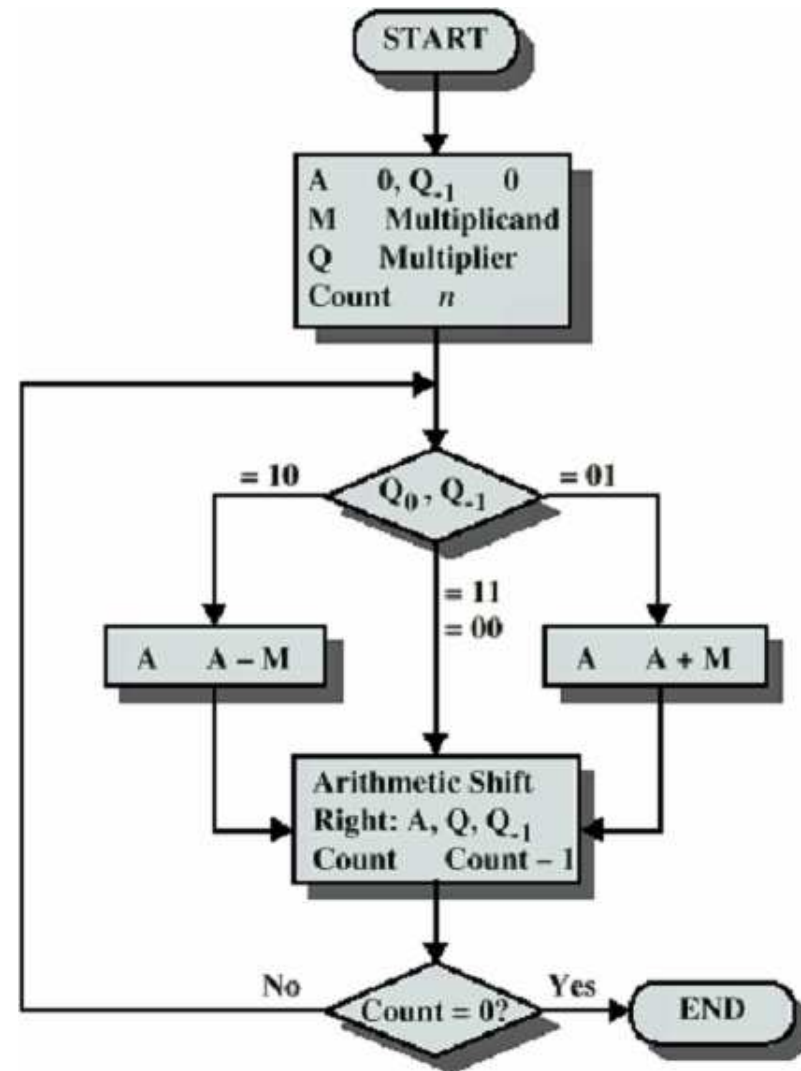 START
A 0, Q-1 0
M Multiplicand
Q Multiplier
Count n
= 10
Q0, Q-1
= 01
= 11
= 00
A A – M
A A + M
Arithmetic Shift
Right: A, Q, Q-1
Count Count – 1
No
Count = 0?
Yes
END